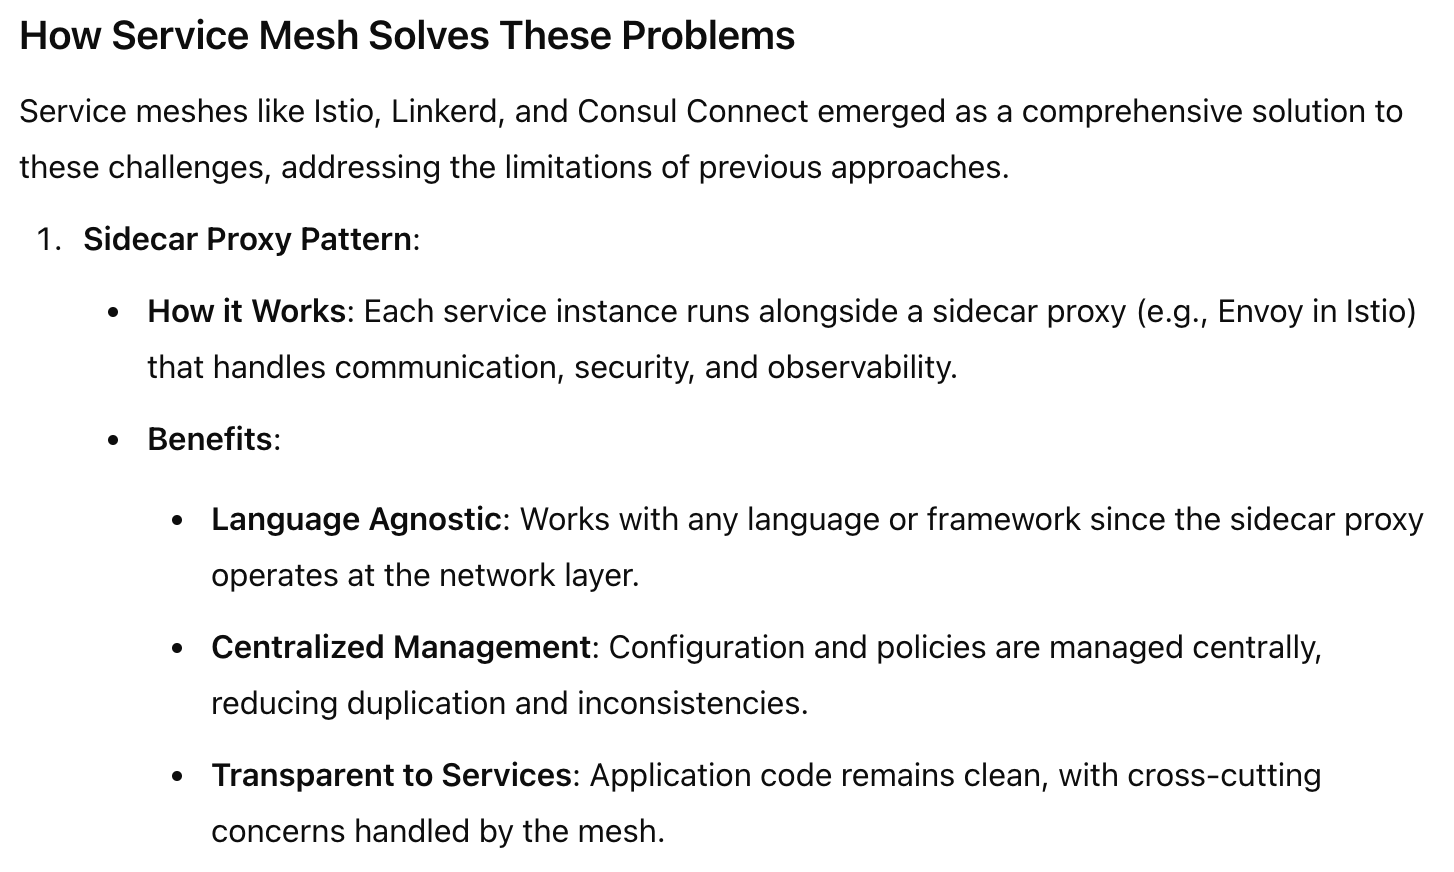 How Service Mesh Solves These Problems
Service meshes like Istio, Linkerd, and Consul Connect emerged as a comprehensive solution to
these challenges, addressing the limitations of previous approaches.
1. Sidecar Proxy Pattern:
• How it Works: Each service instance runs alongside a sidecar proxy (e.g., Envoy in Istio)
that handles communication, security, and observability.
• Benefits:
• Language Agnostic: Works with any language or framework since the sidecar proxy
operates at the network layer.
• Centralized Management: Configuration and policies are managed centrally,
reducing duplication and inconsistencies.
• Transparent to Services: Application code remains clean, with cross-cutting
concerns handled by the mesh.